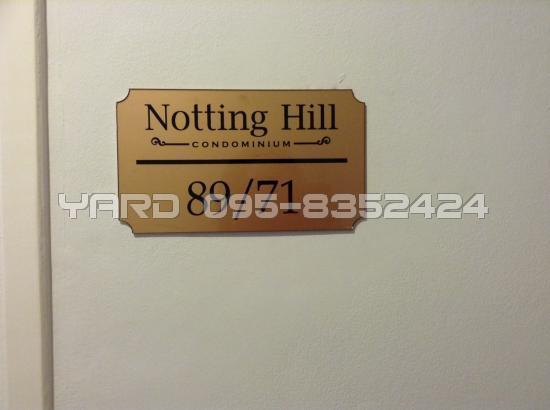 Notting Hill
CONDOMINIUM
89/71
YARD 095-8352424